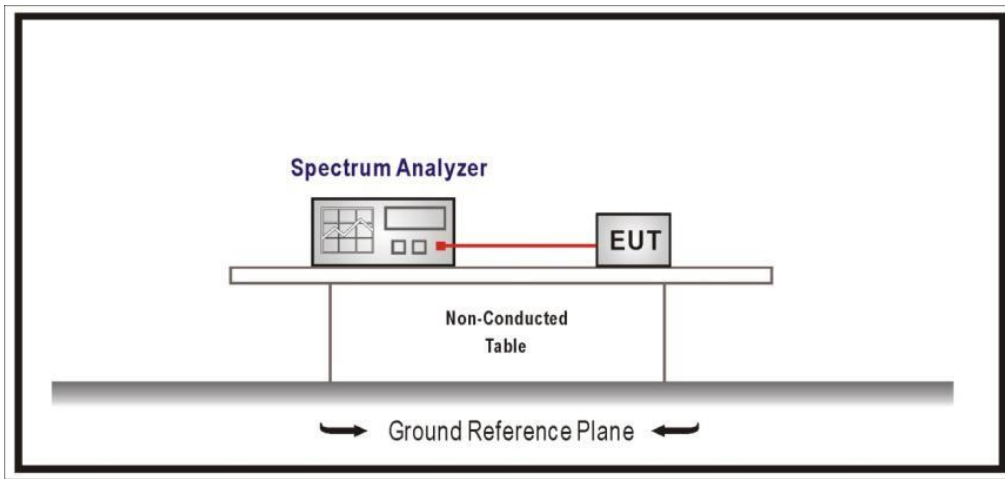 Spectrum Analyzer
EUT
Non-Conducted
Table
Ground Reference Plane